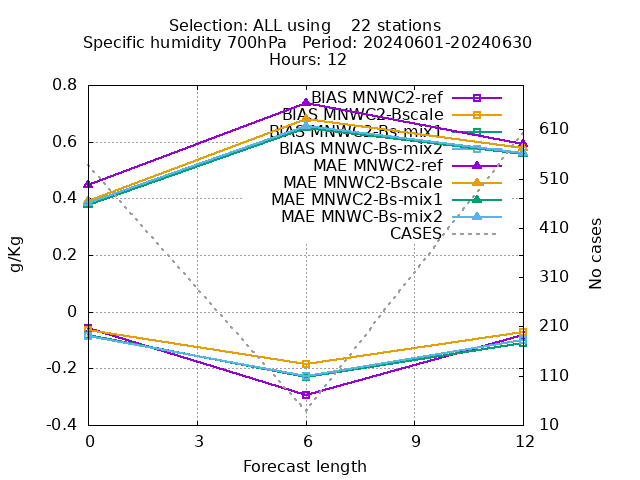 Selection: ALL using    22 stations
Specific humidity 700hPa   Period: 20240601-20240630
Hours: 12
BIAS MNWC2-ref
BIAS MNWC2-Bscale
BIAS MNWC2-Bs-mix1
BIAS MNWC-Bs-mix2
MAE MNWC2-ref
MAE MNWC2-Bscale
MAE MNWC2-Bs-mix1
MAE MNWC-Bs-mix2
CASES
0.8
0.6
0.4
0.2
0
-0.2
-0.4
g/Kg
610
510
410
310
210
110
10
No cases
0 3 6 9 12
Forecast length